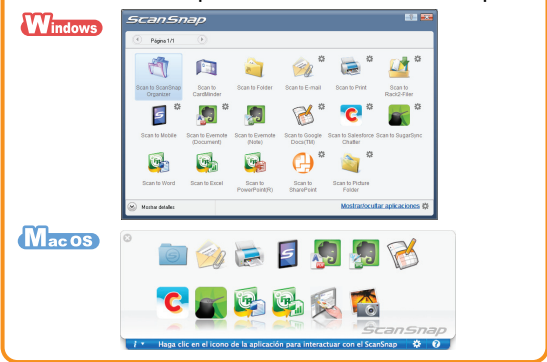 Windows
ScanSnap
Página 1/1
Scan to ScanSnap Organizer
Scan to CardMinder
Scan to Folder
Scan to E-mail
Scan to Print
Scan to Rack2-Filer
Scan to Mobile
Scan to Evernote (Document)
Scan to Evernote (Note)
Scan to Google Docs(TM)
Scan to Salesforce Chatter
Scan to SugarSync
Scan to Word
Scan to Excel
Scan to PowerPoint(R)
Scan to SharePoint
Scan to Picture Folder
Mostrar detalles
Mostrar/ocultar aplicaciones
Mac OS
ScanSnap
Haga clic en el icono de la aplicación para interactuar con el ScanSnap